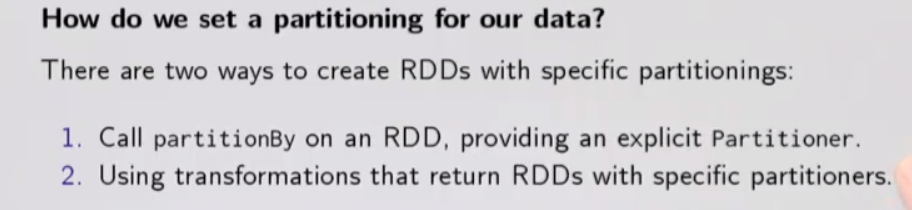 How do we set a partitioning for our data?
There are two ways to create RDDs with specific partitionings:
1. Call partitionBy on an RDD, providing an explicit Partitioner.
2. Using transformations that return RDDs with specific partitioners.